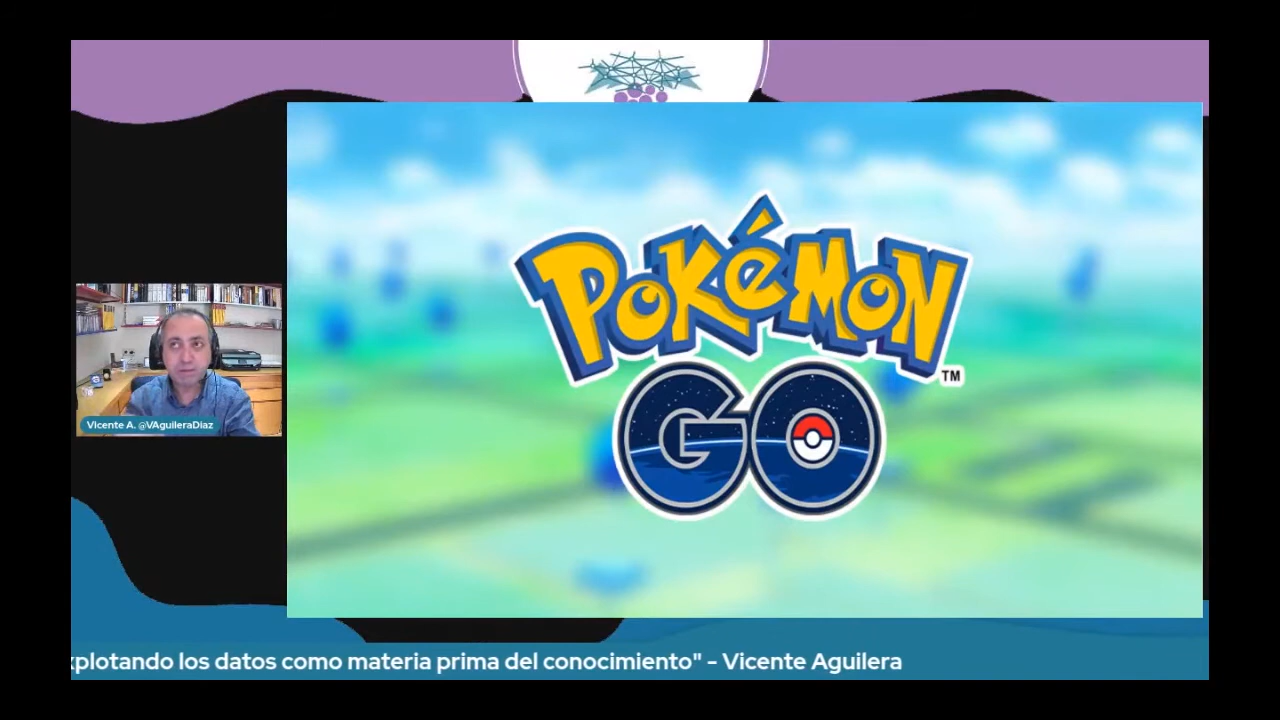 POKéMON
GO
TM
Vicente A. @VAguileraDiaz
xplotando los datos como materia prima del conocimiento" - Vicente Aguilera